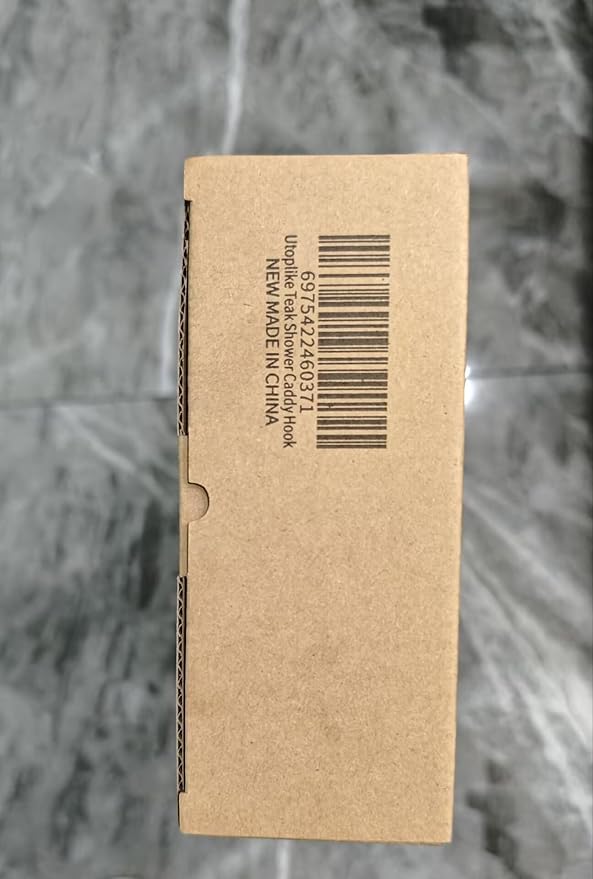 6975422460371
Utoplike Teak Shower Caddy Hook
NEW MADE IN CHINA